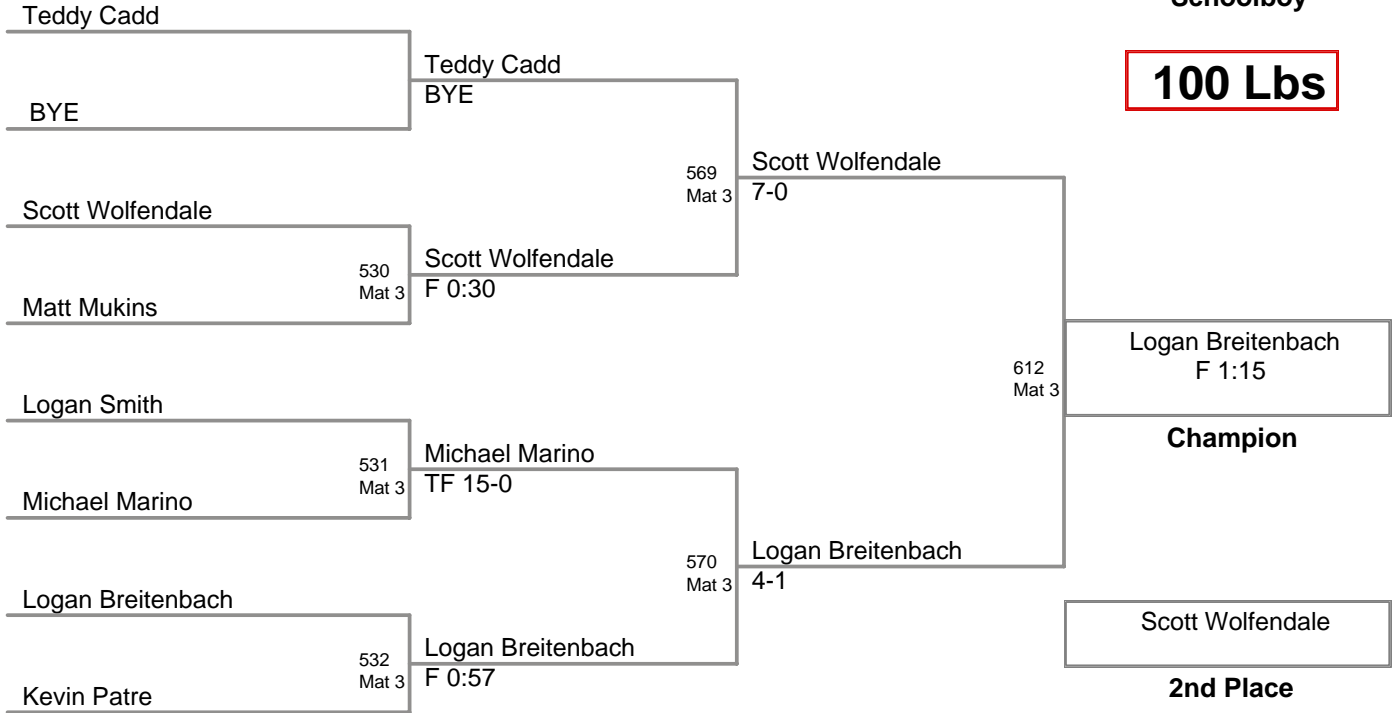 Schoolboy
100 Lbs
Teddy Cadd
BYE
Teddy Cadd
BYE
Scott Wolfendale
Matt Mukins
530
Mat 3
Scott Wolfendale
F 0:30
569
Mat 3
Scott Wolfendale
7-0
Logan Smith
Michael Marino
531
Mat 3
Michael Marino
TF 15-0
Logan Breitenbach
Kevin Patre
532
Mat 3
Logan Breitenbach
F 0:57
570
Mat 3
Logan Breitenbach
4-1
612
Mat 3
Logan Breitenbach
F 1:15
Champion
Scott Wolfendale
2nd Place